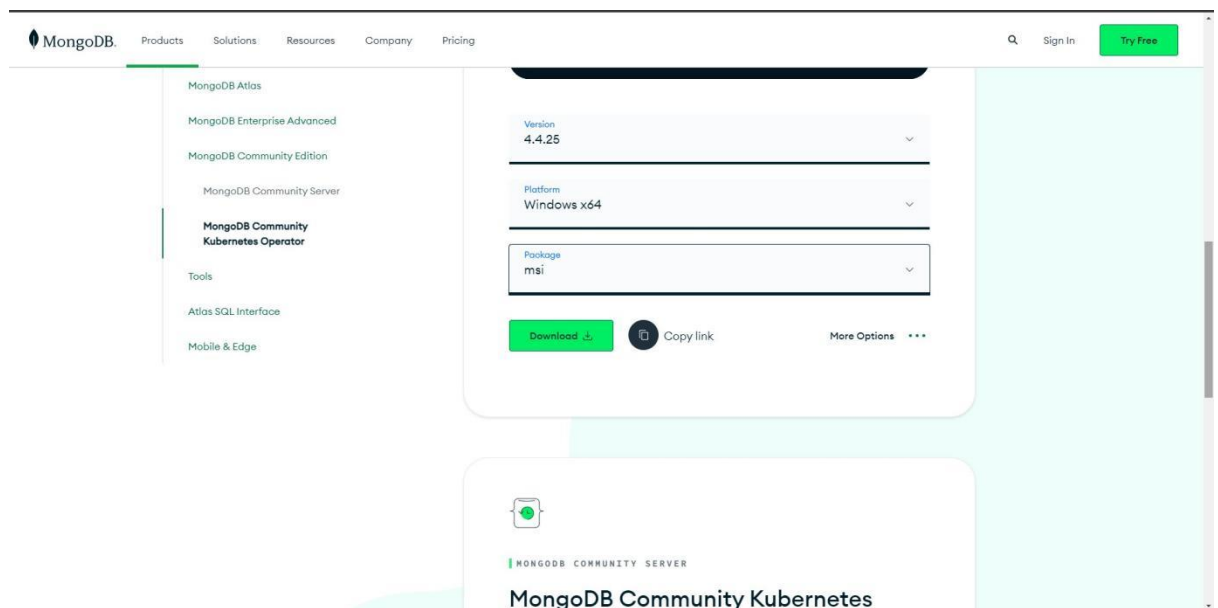 MongoDB. Products Solutions Resources Company Pricing Sign In Try Free
MongoDB Atlas
MongoDB Enterprise Advanced
MongoDB Community Edition
MongoDB Community Server
MongoDB Community
Kubernetes Operator
Tools
Atlas SQL Interface
Mobile & Edge
Version
4.4.25
Platform
Windows x64
Package
msi
Download Copy link More Options
MONGODB COMMUNITY SERVER
MongoDB Community Kubernetes